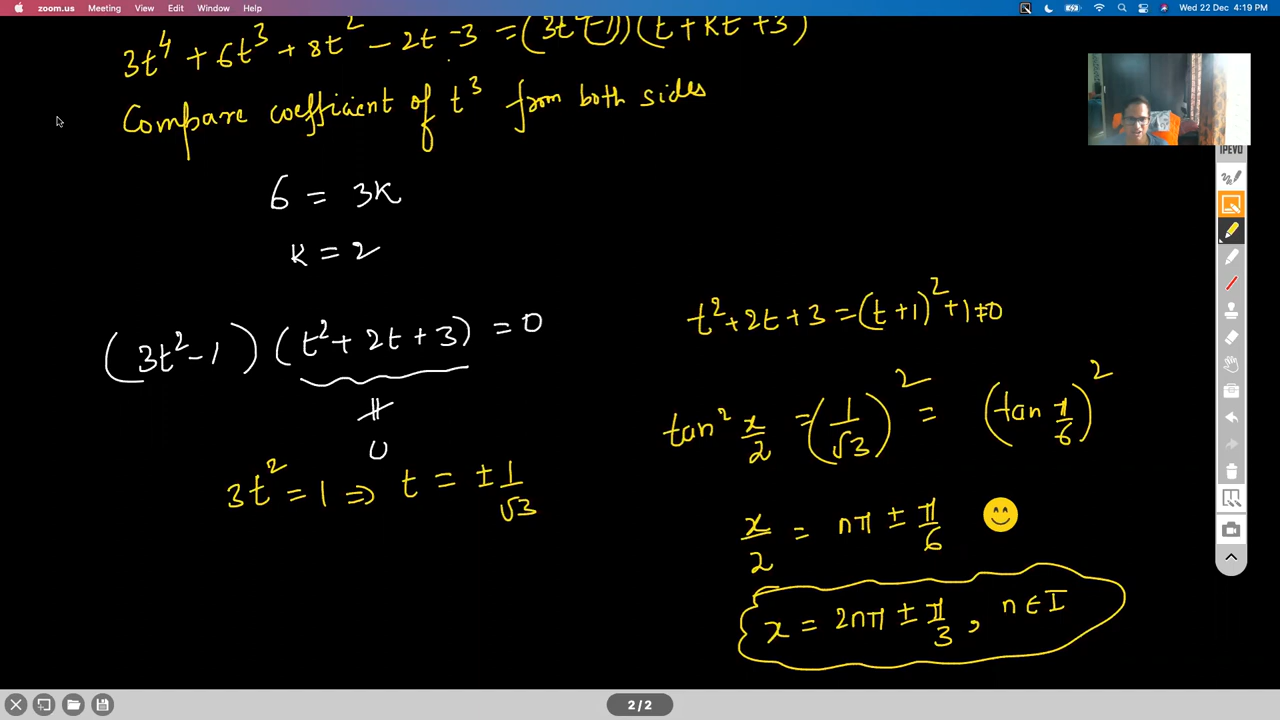 zoom.us Meeting View Edit Window Help Wed 22 Dec 4:19 PM
3t⁴ + 6t³ + 8t² - 2t - 3 = (3t² - 1)(t² + Kt + 3)
Compare coefficient of t³ from both sides
IPEVO
6 = 3K
K = 2
(3t² - 1) (t² + 2t + 3) = 0
≠
0
3t² = 1 ⇒ t = ± 1/√3
t² + 2t + 3 = (t + 1)² + 1 ≠ 0
tan² x/2 = (1/√3)² = (tan π/6)²
x/2 = nπ ± π/6
x = 2nπ ± π/3, n ∈ I
2/2